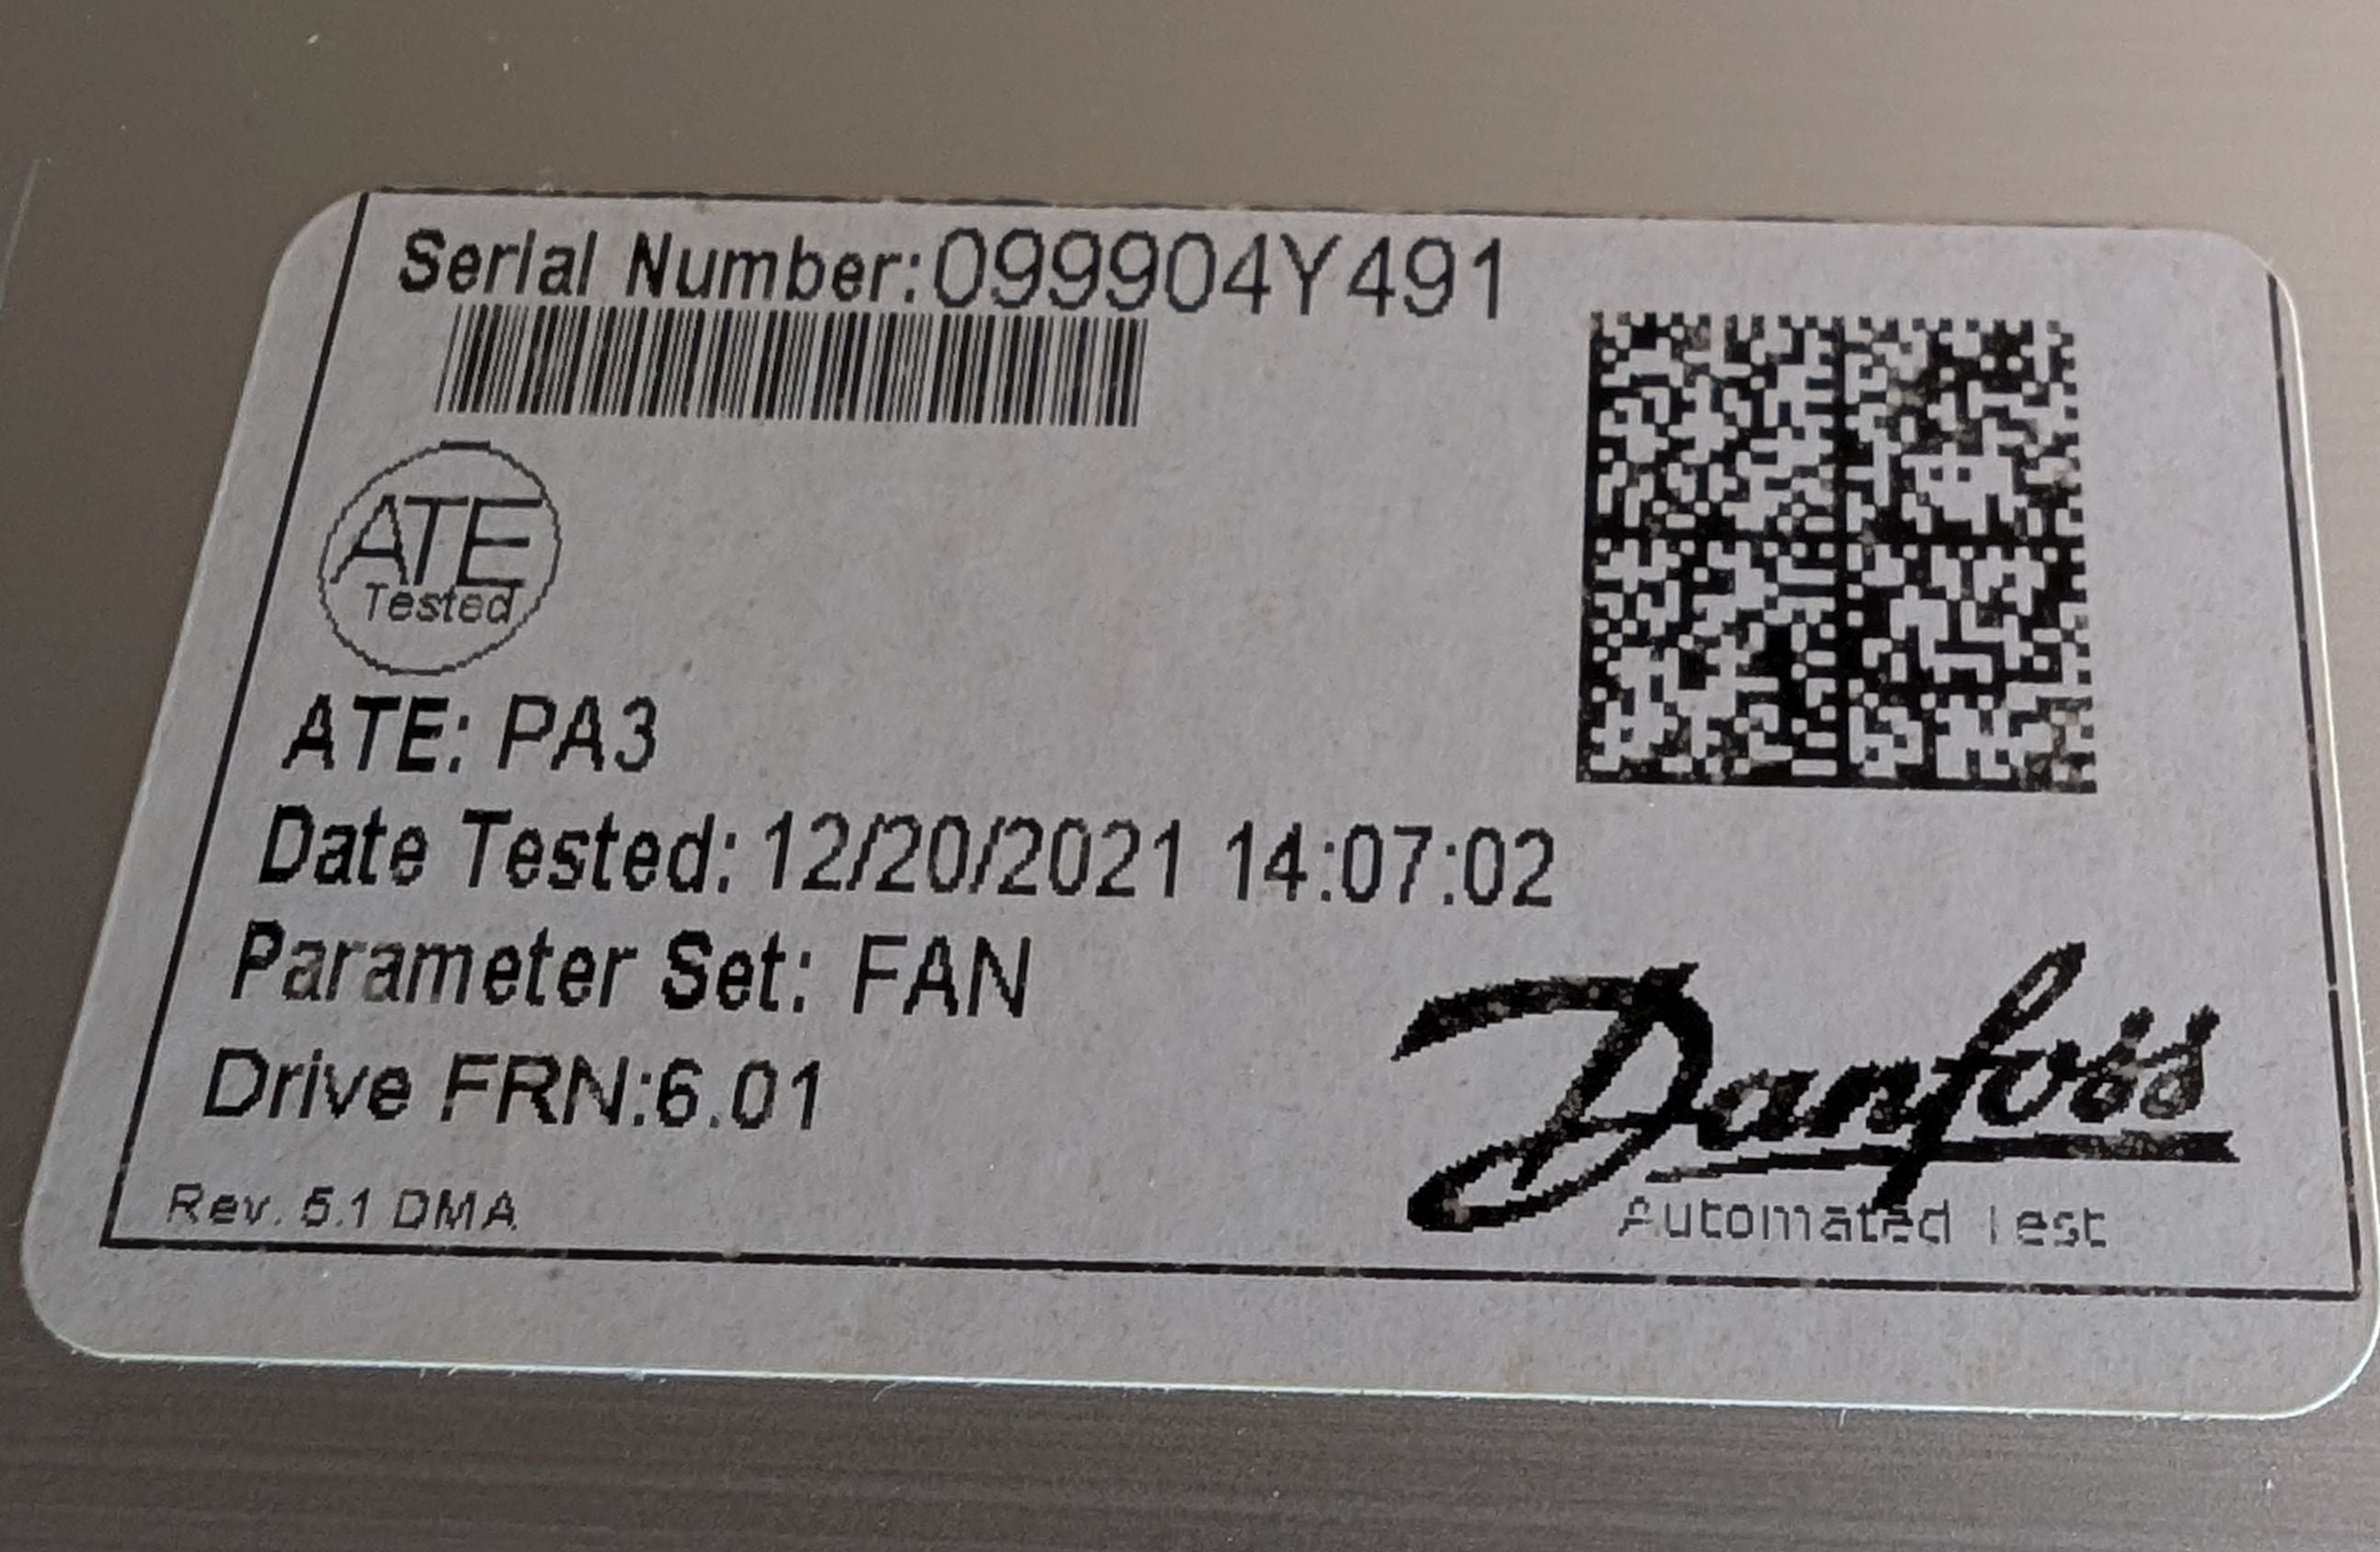 Serial Number:099904Y491
ATE
Tested
ATE: PA3
Date Tested: 12/20/2021 14:07:02
Parameter Set: FAN
Drive FRN:6.01
Rev. 5.1 DMA
Danfoss
Automated Test